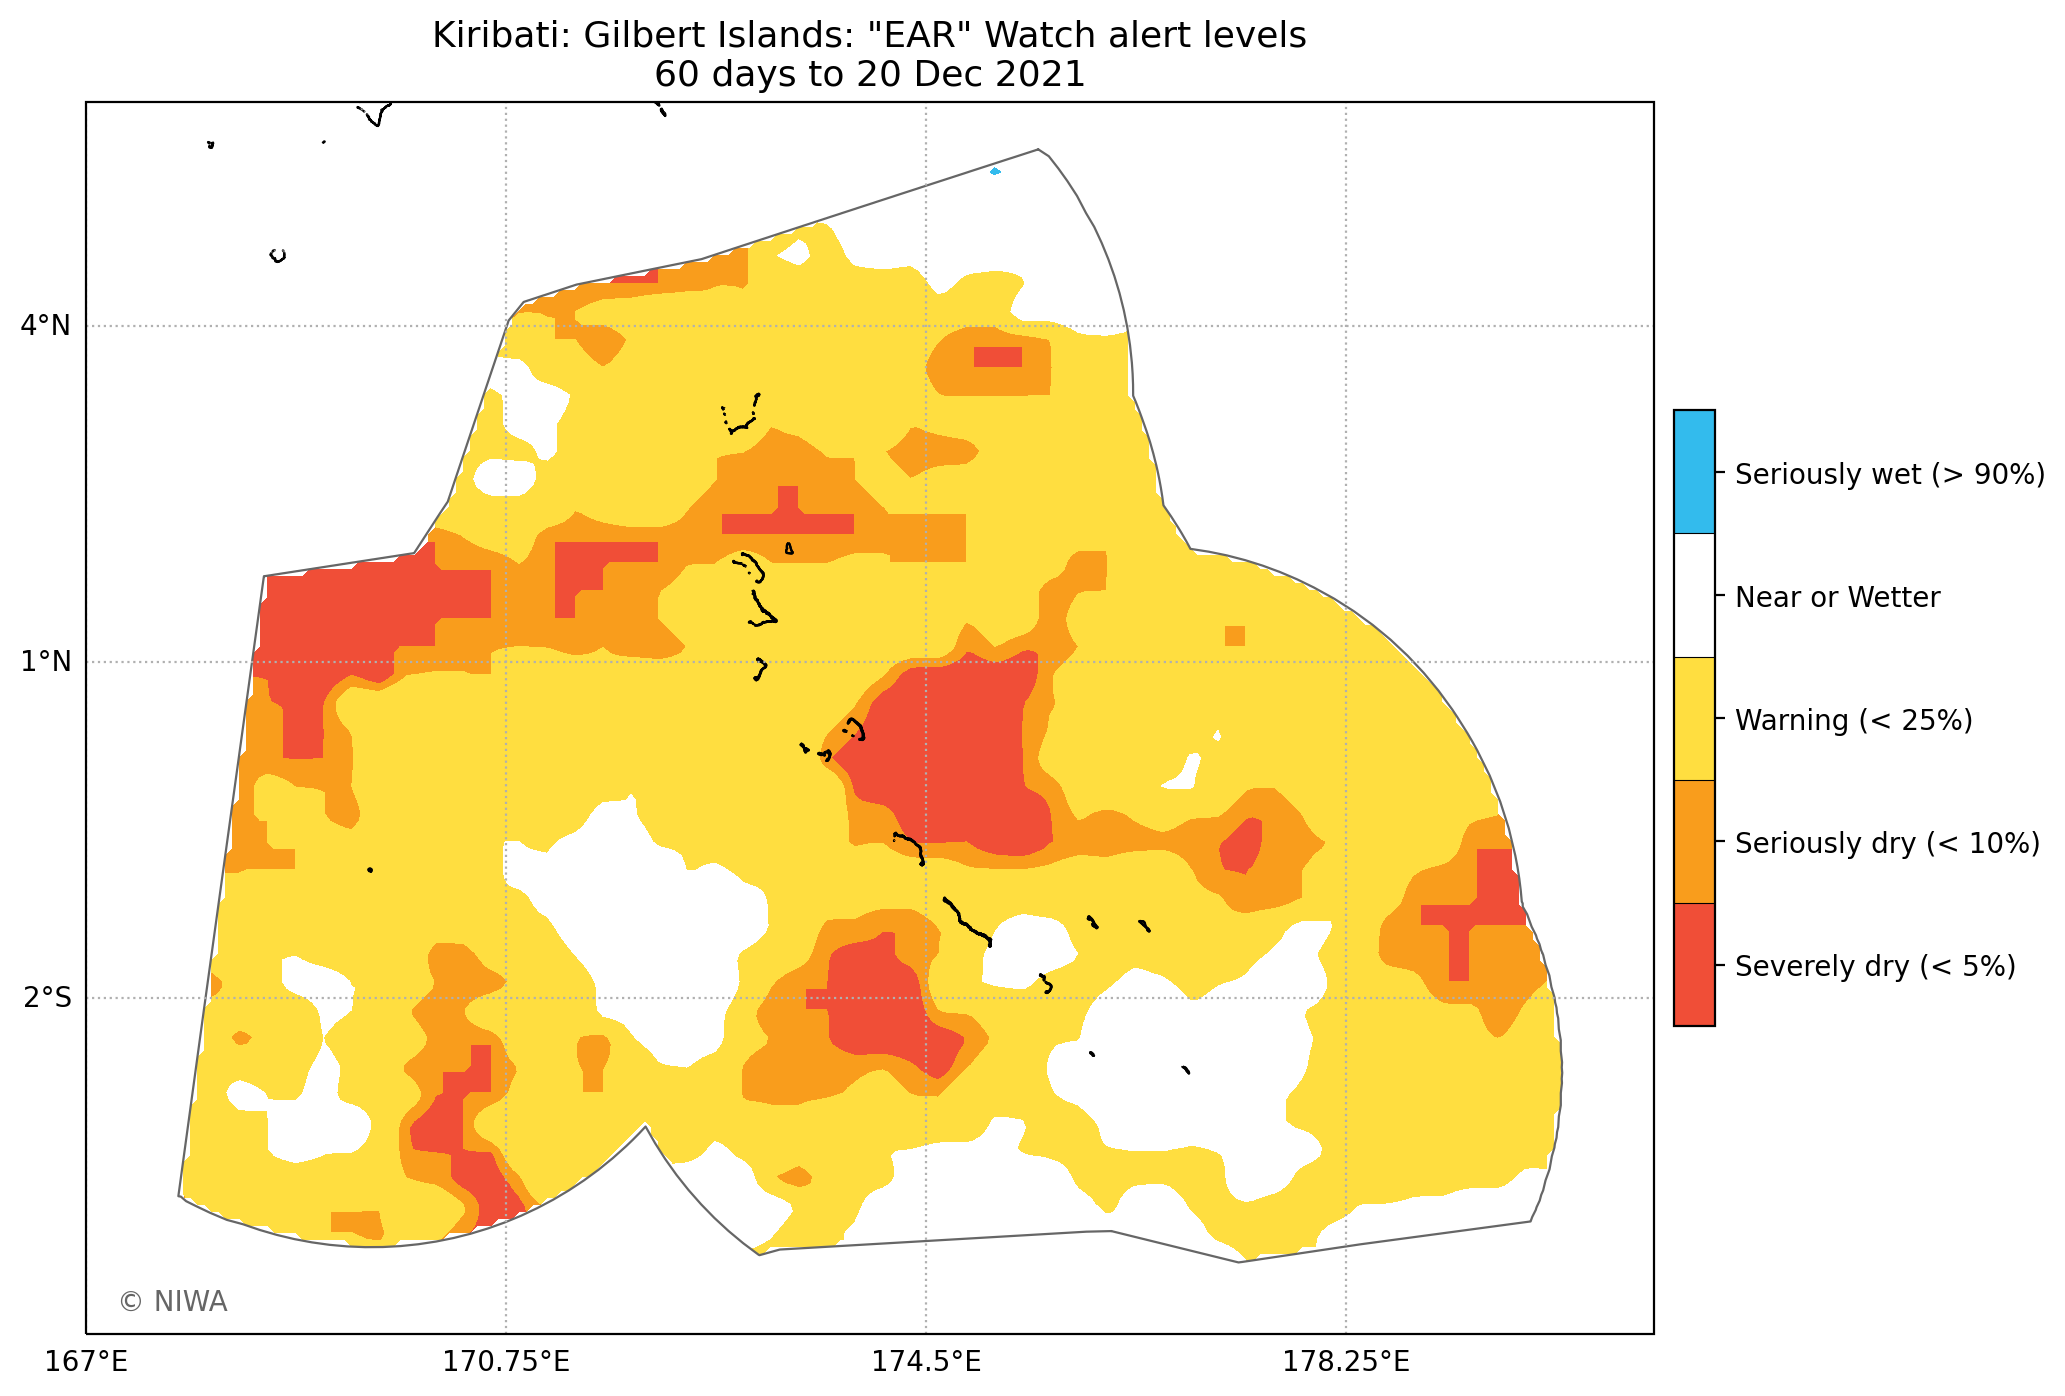 Kiribati: Gilbert Islands: "EAR" Watch alert levels
60 days to 20 Dec 2021
4°N
1°N
2°S
167°E
170.75°E
174.5°E
178.25°E
Seriously wet (> 90%)
Near or Wetter
Warning (< 25%)
Seriously dry (< 10%)
Severely dry (< 5%)
© NIWA